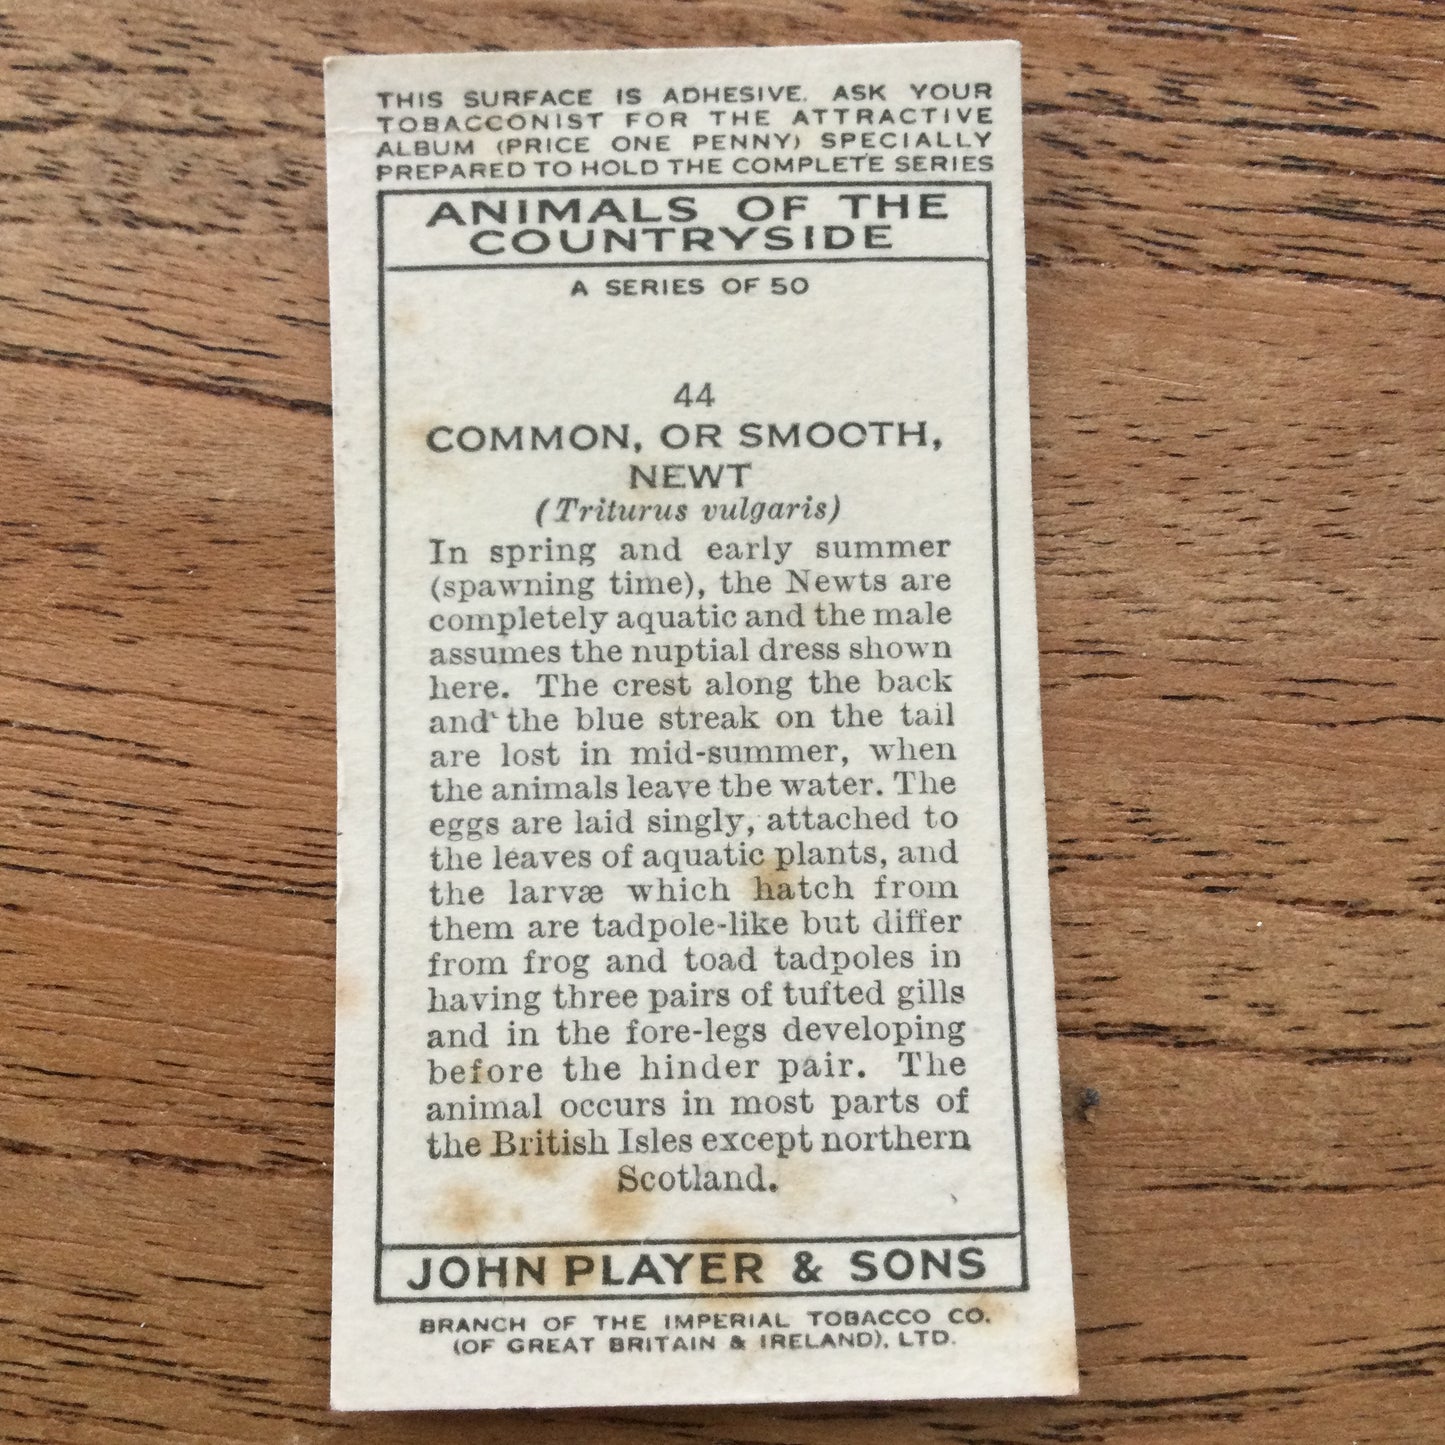 THIS SURFACE IS ADHESIVE. ASK YOUR
TOBACCONIST FOR THE ATTRACTIVE
ALBUM (PRICE ONE PENNY) SPECIALLY
PREPARED TO HOLD THE COMPLETE SERIES
ANIMALS OF THE
COUNTRYSIDE
A SERIES OF 50
44
COMMON, OR SMOOTH,
NEWT
(Triturus vulgaris)
In spring and early summer
(spawning time), the Newts are
completely aquatic and the male
assumes the nuptial dress shown
here. The crest along the back
and the blue streak on the tail
are lost in mid-summer, when
the animals leave the water. The
eggs are laid singly, attached to
the leaves of aquatic plants, and
the larvæ which hatch from
them are tadpole-like but differ
from frog and toad tadpoles in
having three pairs of tufted gills
and in the fore-legs developing
before the hinder pair. The
animal occurs in most parts of
the British Isles except northern
Scotland.
JOHN PLAYER & SONS
BRANCH OF THE IMPERIAL TOBACCO CO.
(OF GREAT BRITAIN & IRELAND), LTD.